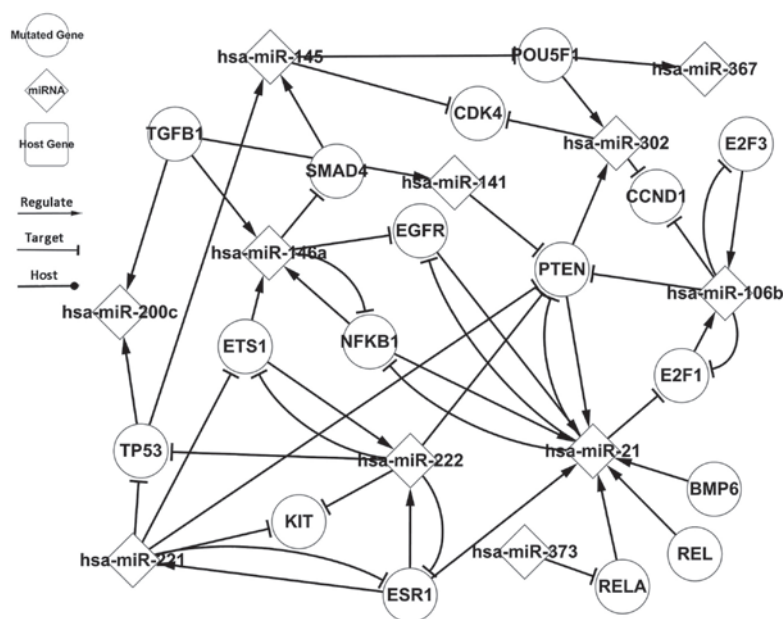 Mutated Gene
miRNA
Host Gene
Regulate
Target
Host
hsa-miR-145
POU5F1
hsa-miR-367
CDK4
TGFB1
SMAD4
hsa-miR-302
E2F3
hsa-miR-141
CCND1
EGFR
hsa-miR-146a
PTEN
hsa-miR-106b
hsa-miR-200c
ETS1
NFKB1
E2F1
TP53
hsa-miR-222
hsa-miR-21
BMP6
KIT
hsa-miR-373
REL
hsa-miR-221
ESR1
RELA